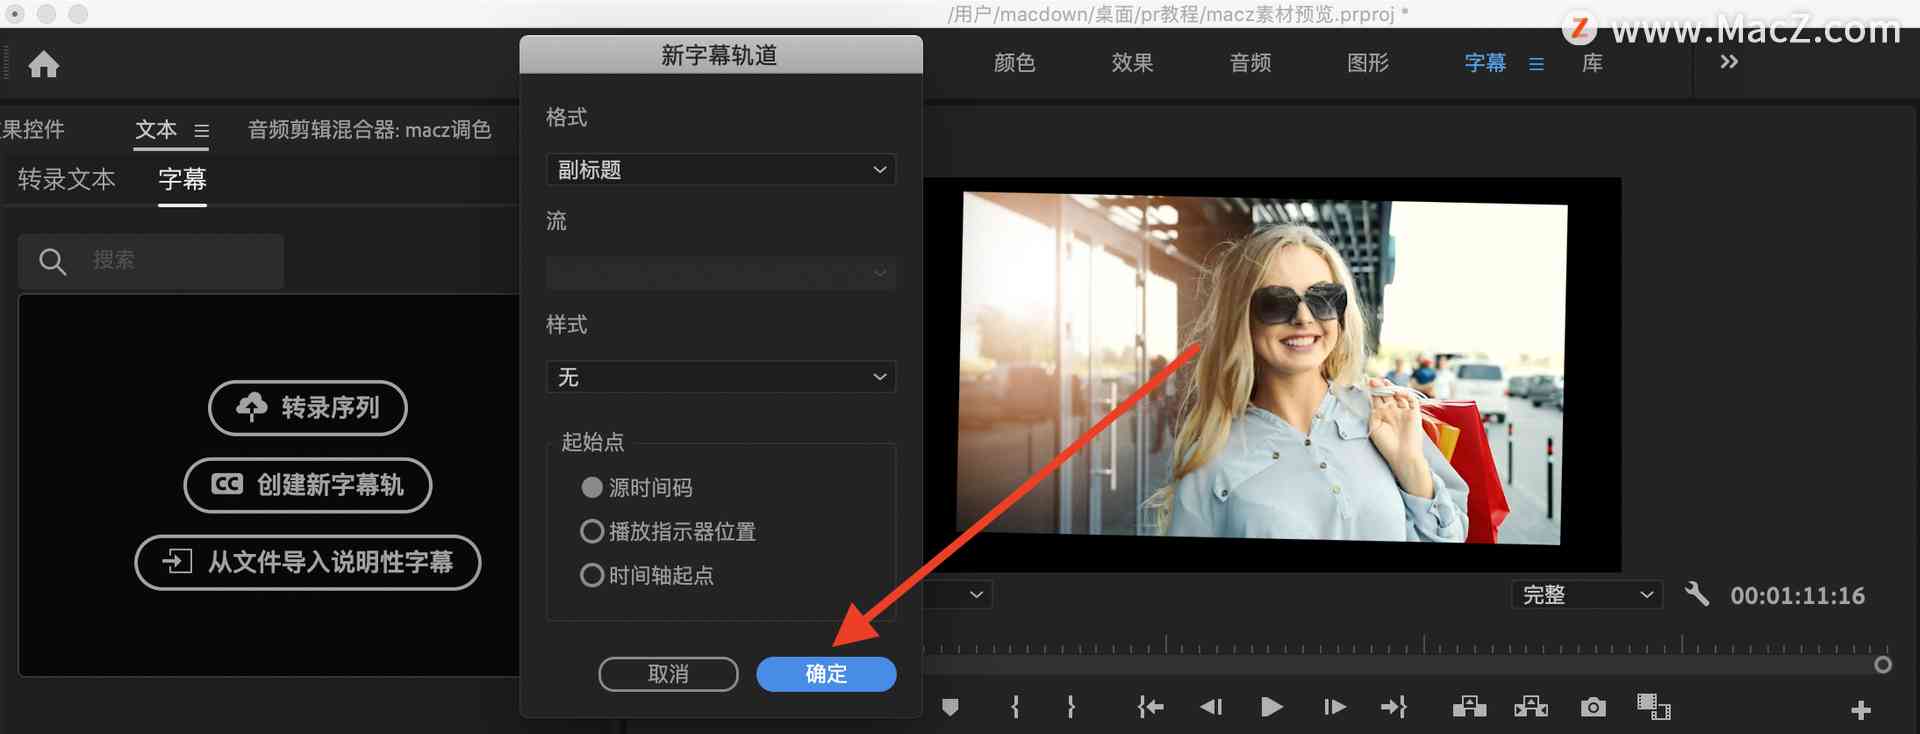 /用户/macdown/桌面/pr教程/macz素材预览.prproj *
www.MacZ.com
新字幕轨道
颜色 效果 音频 图形 字幕 库
果控件 文本 音频剪辑混合器: macz调色
转录文本 字幕
搜索
转录序列
CC 创建新字幕轨
从文件导入说明性字幕
格式
副标题
流
样式
无
起始点
源时间码
播放指示器位置
时间轴起点
取消 确定
完整 00:01:11:16